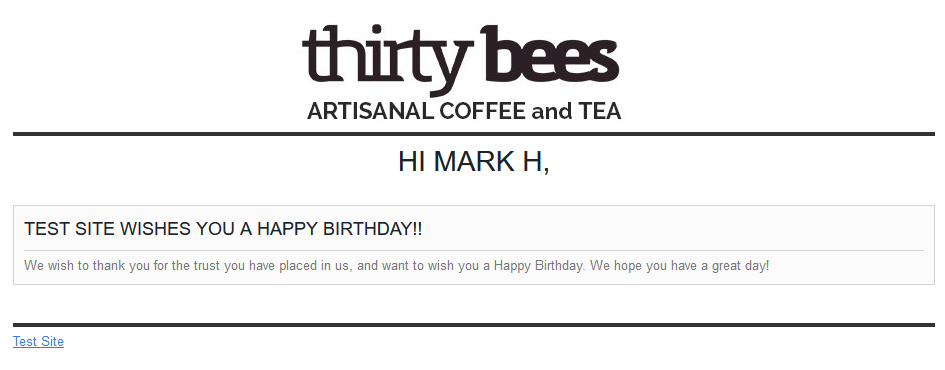 thirty bees
ARTISANAL COFFEE and TEA
HI MARK H,
TEST SITE WISHES YOU A HAPPY BIRTHDAY!!
We wish to thank you for the trust you have placed in us, and want to wish you a Happy Birthday. We hope you have a great day!
Test Site